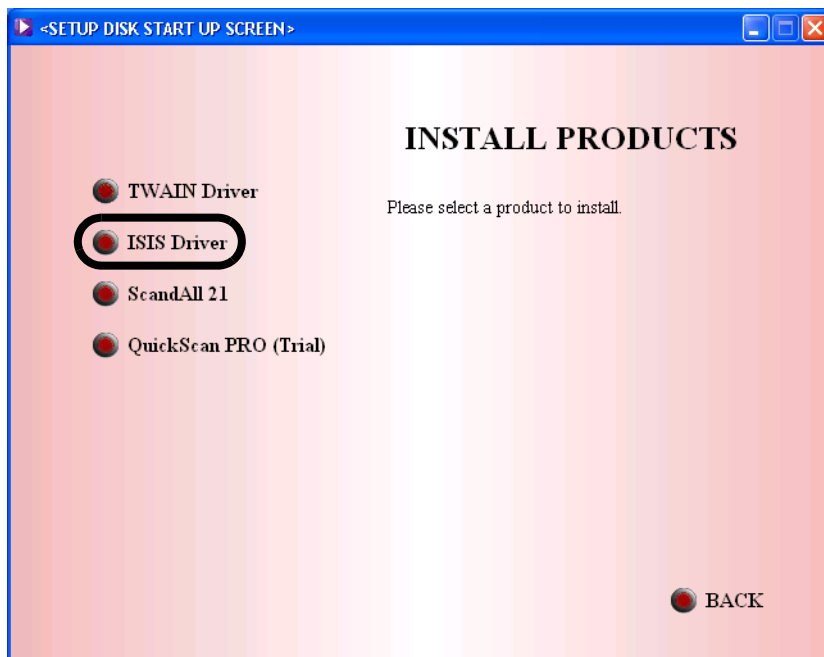 <SETUP DISK START UP SCREEN>
INSTALL PRODUCTS
Please select a product to install.
TWAIN Driver
ISIS Driver
ScandAll 21
QuickScan PRO (Trial)
BACK